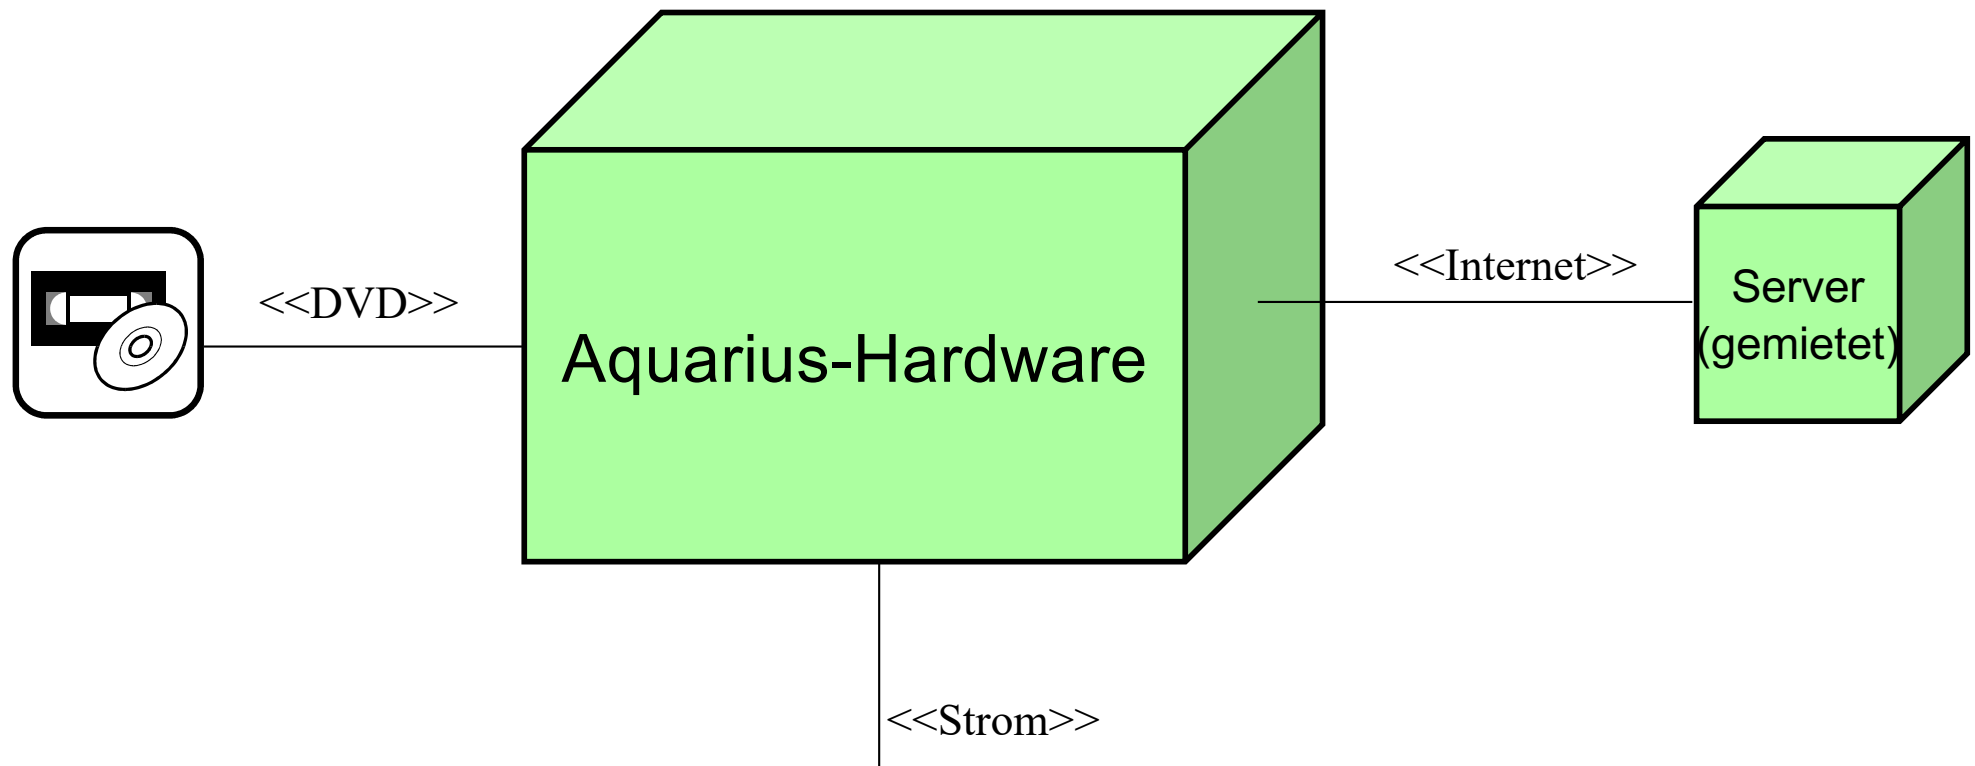 <<DVD>>
Aquarius-Hardware
<<Internet>>
Server
(gemietet)
<<Strom>>